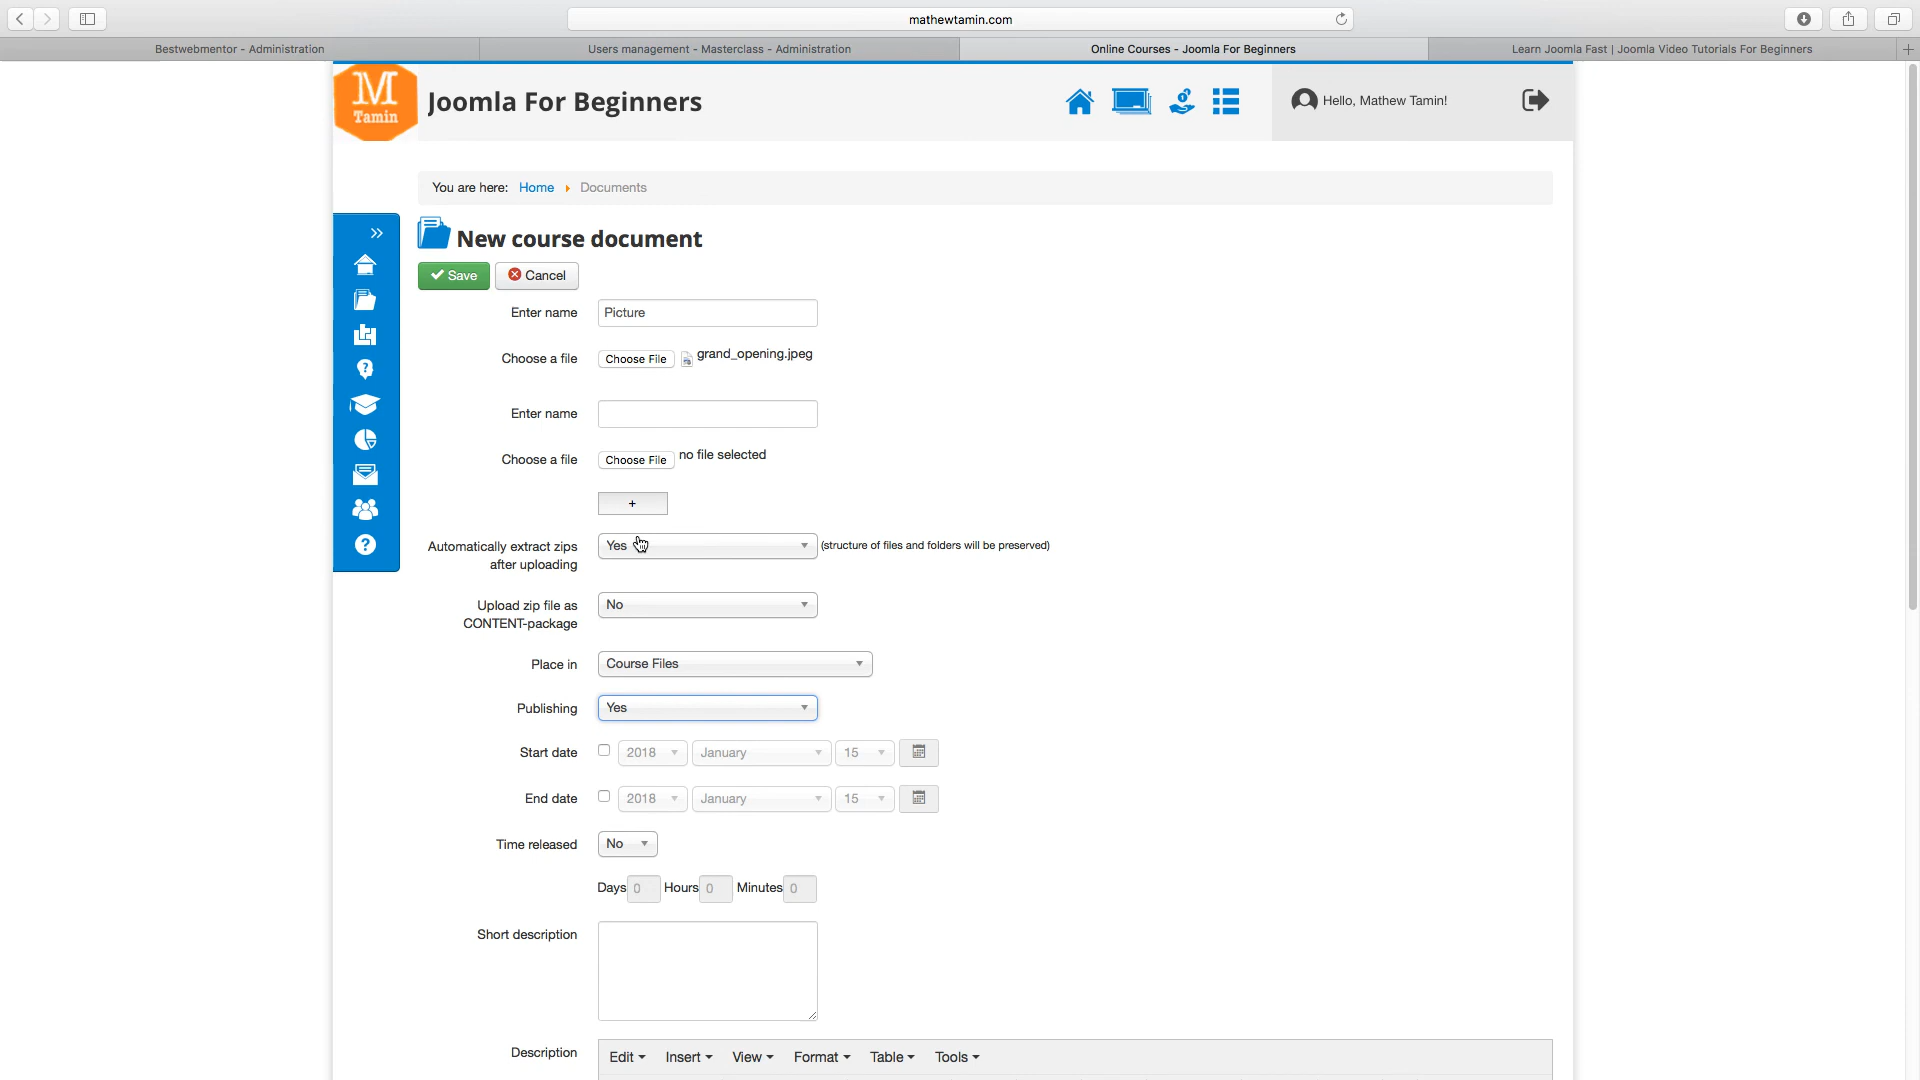 mathewtamin.com
Bestwebmentor - Administration
Users management - Masterclass - Administration
Online Courses - Joomla For Beginners
Learn Joomla Fast | Joomla Video Tutorials For Beginners
M
Tamin
Joomla For Beginners
Hello, Mathew Tamin!
You are here: Home Documents
New course document
Save Cancel
Enter name Picture
Choose a file Choose File grand_opening.jpeg
Enter name
Choose a file Choose File no file selected
+
Automatically extract zips Yes (structure of files and folders will be preserved)
after uploading
Upload zip file as No
CONTENT-package
Place in Course Files
Publishing Yes
Start date 2018 January 15
End date 2018 January 15
Time released No
Days 0 Hours 0 Minutes 0
Short description
Description Edit Insert View Format Table Tools